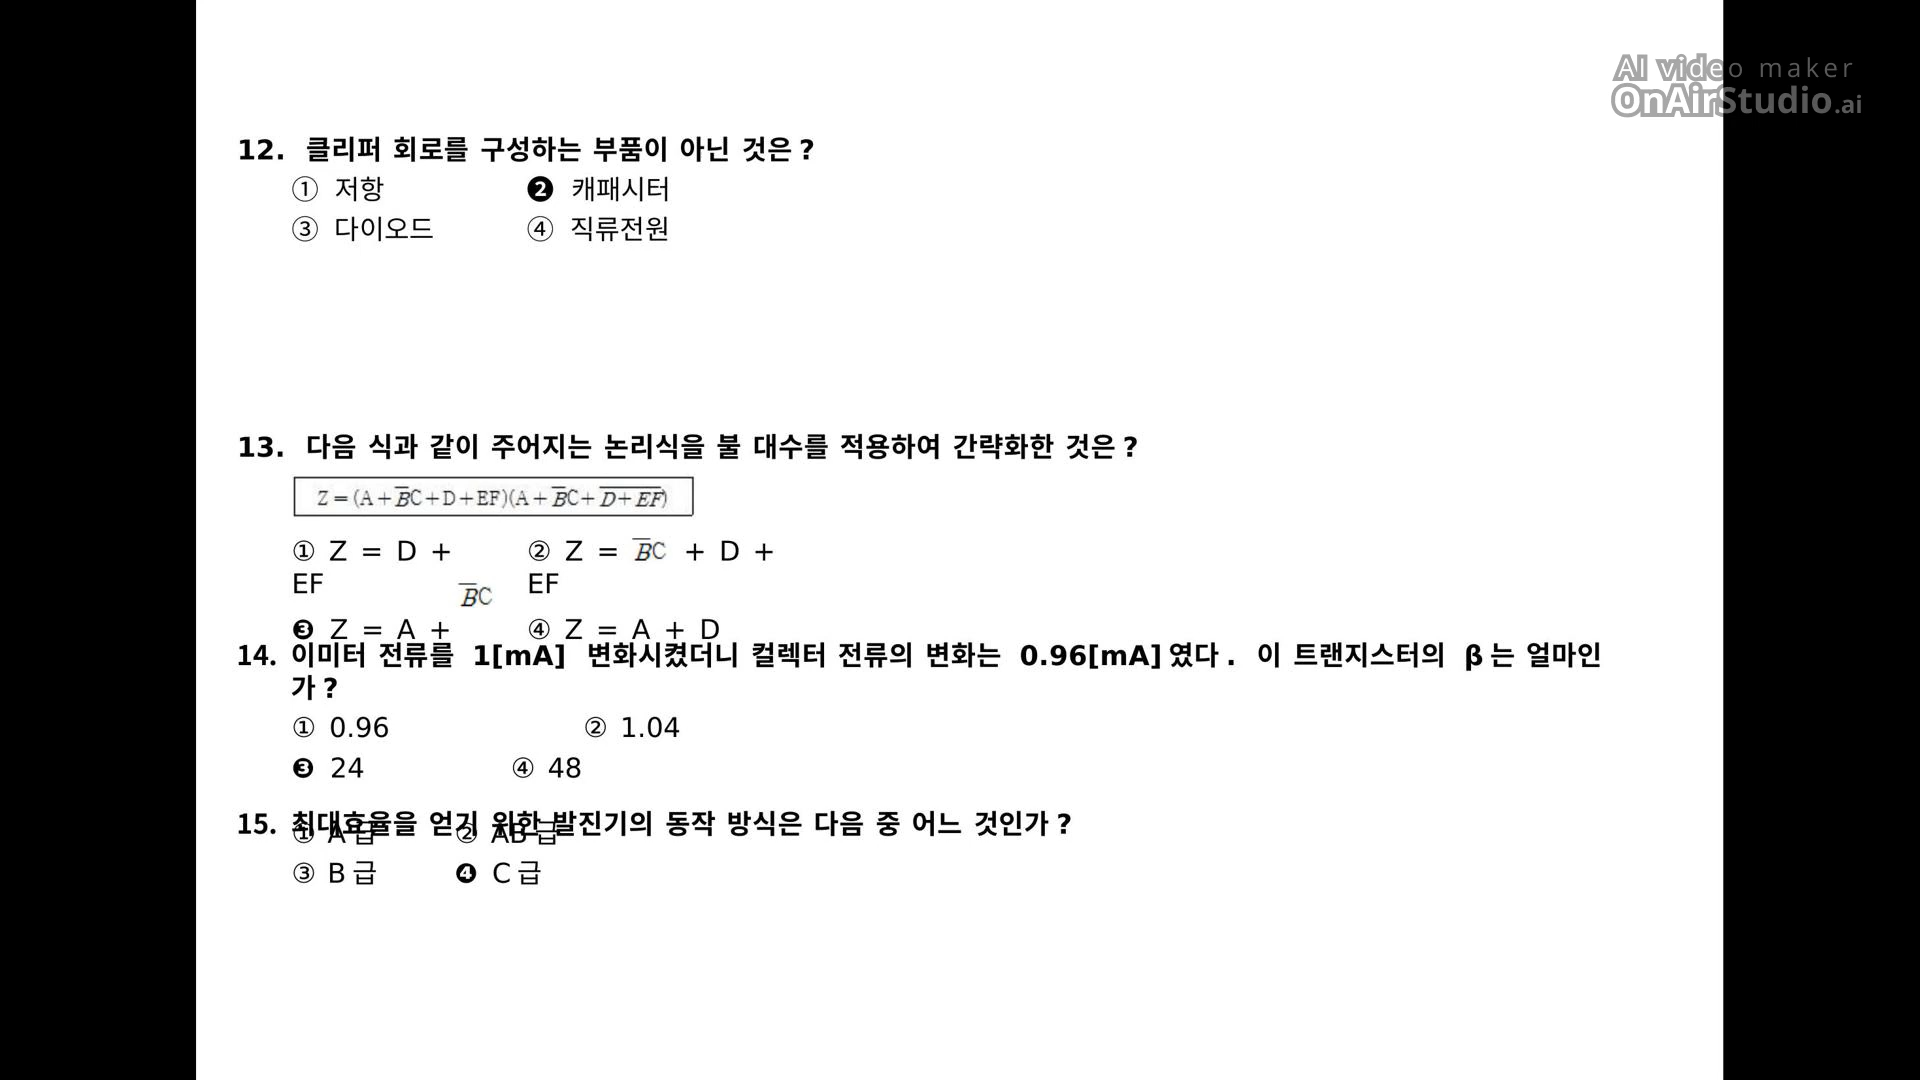 AI video maker
OnAirStudio.ai
12. 클리퍼 회로를 구성하는 부품이 아닌 것은?
① 저항 ❷ 캐패시터
③ 다이오드 ④ 직류전원
13. 다음 식과 같이 주어지는 논리식을 불 대수를 적용하여 간략화한 것은?
Z=(A+B̅C+D+EF)(A+B̅C+D̅+̅E̅F̅)
① Z = D + EF ② Z = B̅C + D + EF
❸ Z = A + B̅C ④ Z = A + D
14. 이미터 전류를 1[mA] 변화시켰더니 컬렉터 전류의 변화는 0.96[mA]였다. 이 트랜지스터의 β는 얼마인
가?
① 0.96 ② 1.04
❸ 24 ④ 48
15. 최대효율을 얻기 위한 발진기의 동작 방식은 다음 중 어느 것인가?
① A급 ② AB급
③ B급 ❹ C급